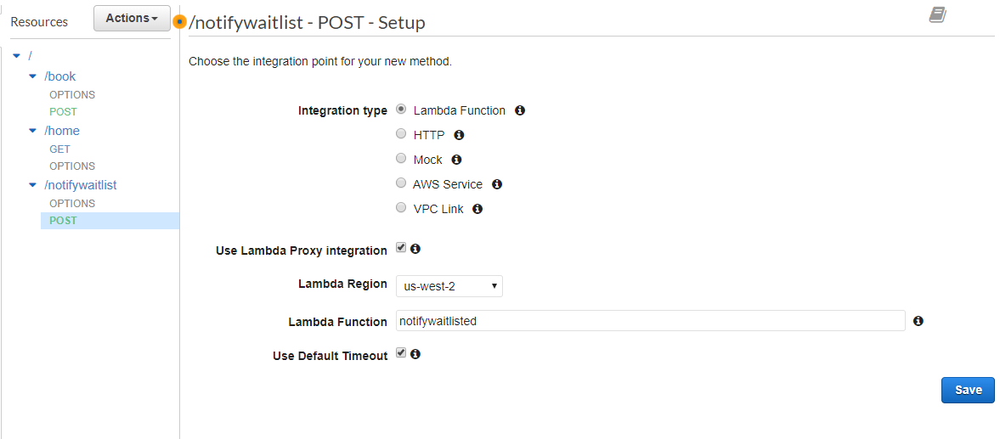 Resources
Actions
/
/book
OPTIONS
POST
/home
GET
OPTIONS
/notifywaitlist
OPTIONS
POST
/notifywaitlist - POST - Setup
Choose the integration point for your new method.
Integration type
Lambda Function
HTTP
Mock
AWS Service
VPC Link
Use Lambda Proxy integration
Lambda Region us-west-2
Lambda Function notifywaitlisted
Use Default Timeout
Save